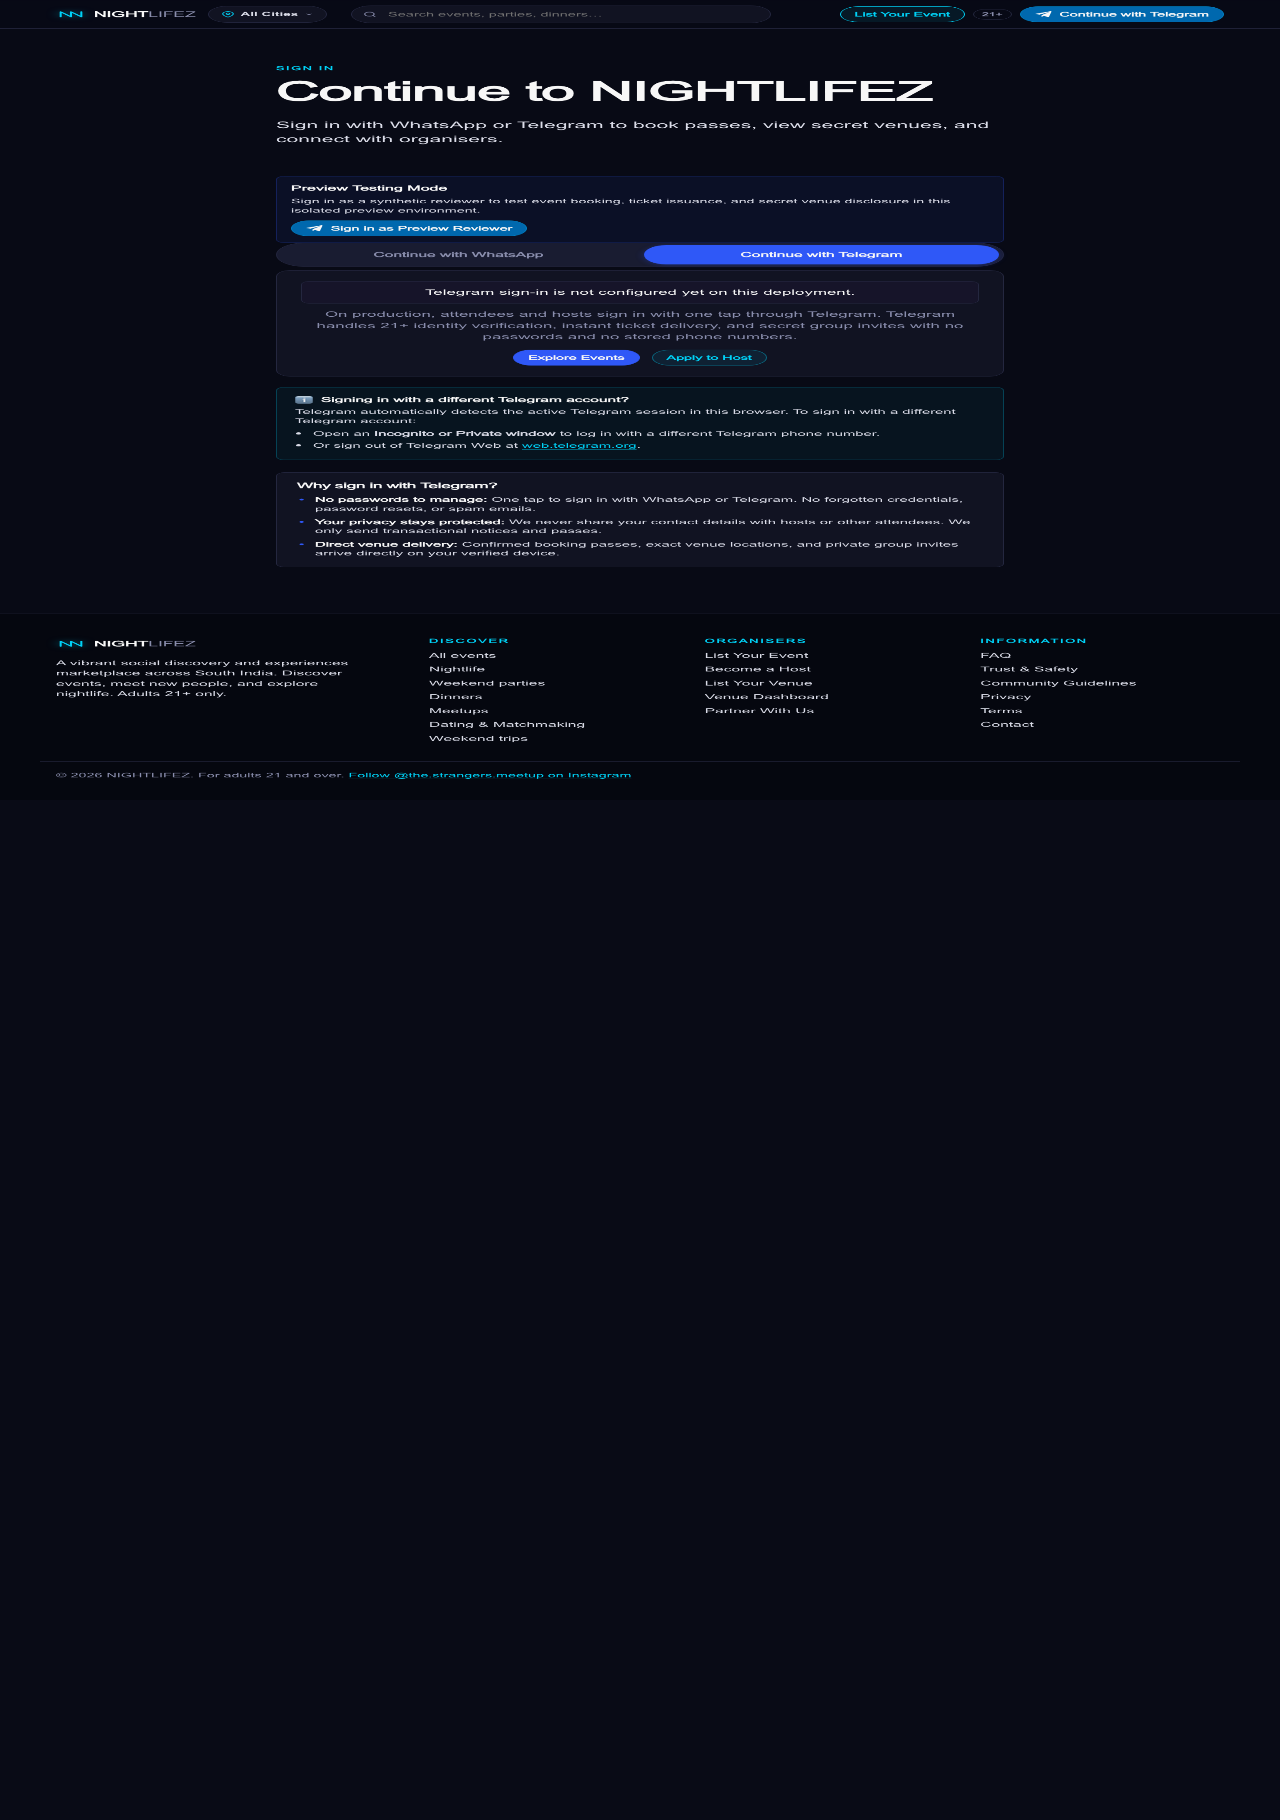 NIGHTLIFEZ
All Cities
Search events, parties, dinners...
List Your Event
21+
Continue with Telegram
SIGN IN
Continue to NIGHTLIFEZ
Sign in with WhatsApp or Telegram to book passes, view secret venues, and
connect with organisers.
Preview Testing Mode
Sign in as a synthetic reviewer to test event booking, ticket issuance, and secret venue disclosure in this
isolated preview environment.
Sign in as Preview Reviewer
Continue with WhatsApp
Continue with Telegram
Telegram sign-in is not configured yet on this deployment.
On production, attendees and hosts sign in with one tap through Telegram. Telegram
handles 21+ identity verification, instant ticket delivery, and secret group invites with no
passwords and no stored phone numbers.
Explore Events
Apply to Host
Signing in with a different Telegram account?
Telegram automatically detects the active Telegram session in this browser. To sign in with a different
Telegram account:
• Open an Incognito or Private window to log in with a different Telegram phone number.
• Or sign out of Telegram Web at web.telegram.org.
Why sign in with Telegram?
• No passwords to manage: One tap to sign in with WhatsApp or Telegram. No forgotten credentials,
password resets, or spam emails.
• Your privacy stays protected: We never share your contact details with hosts or other attendees. We
only send transactional notices and passes.
• Direct venue delivery: Confirmed booking passes, exact venue locations, and private group invites
arrive directly on your verified device.
NIGHTLIFEZ
A vibrant social discovery and experiences
marketplace across South India. Discover
events, meet new people, and explore
nightlife. Adults 21+ only.
DISCOVER
All events
Nightlife
Weekend parties
Dinners
Meetups
Dating & Matchmaking
Weekend trips
ORGANISERS
List Your Event
Become a Host
List Your Venue
Venue Dashboard
Partner With Us
INFORMATION
FAQ
Trust & Safety
Community Guidelines
Privacy
Terms
Contact
© 2026 NIGHTLIFEZ. For adults 21 and over. Follow @the.strangers.meetup on Instagram